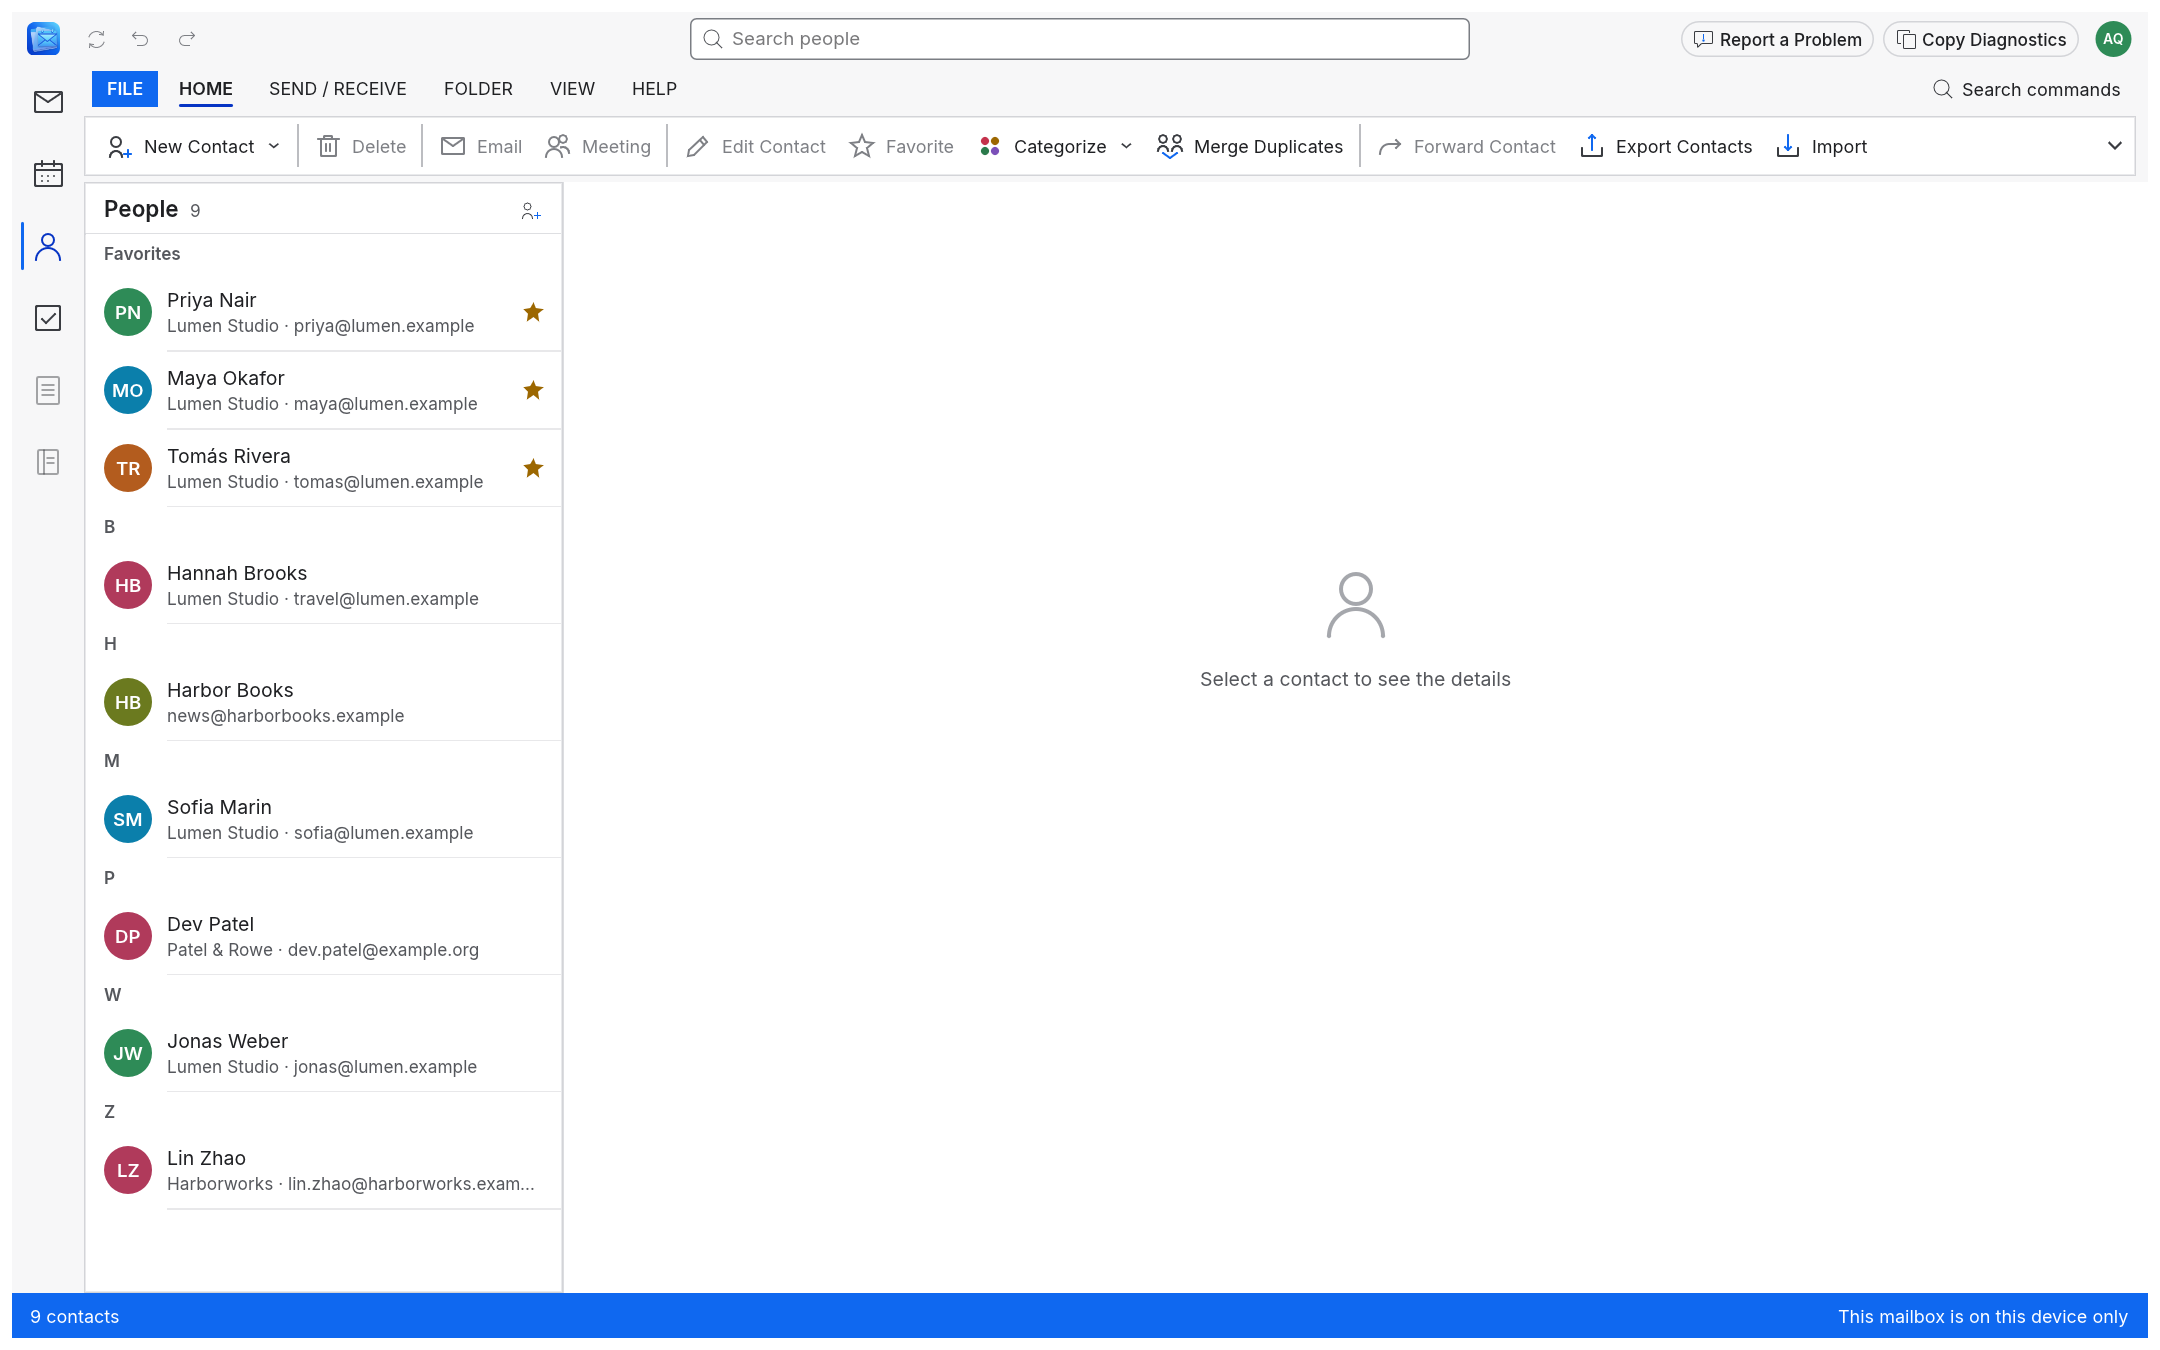 Search people
Report a Problem
Copy Diagnostics
AQ
FILE
HOME
SEND / RECEIVE
FOLDER
VIEW
HELP
Search commands
New Contact
Delete
Email
Meeting
Edit Contact
Favorite
Categorize
Merge Duplicates
Forward Contact
Export Contacts
Import
People 9
Favorites
PN
Priya Nair
Lumen Studio · priya@lumen.example
MO
Maya Okafor
Lumen Studio · maya@lumen.example
TR
Tomás Rivera
Lumen Studio · tomas@lumen.example
B
HB
Hannah Brooks
Lumen Studio · travel@lumen.example
H
HB
Harbor Books
news@harborbooks.example
M
SM
Sofia Marin
Lumen Studio · sofia@lumen.example
P
DP
Dev Patel
Patel & Rowe · dev.patel@example.org
W
JW
Jonas Weber
Lumen Studio · jonas@lumen.example
Z
LZ
Lin Zhao
Harborworks · lin.zhao@harborworks.exam...
Select a contact to see the details
9 contacts
This mailbox is on this device only